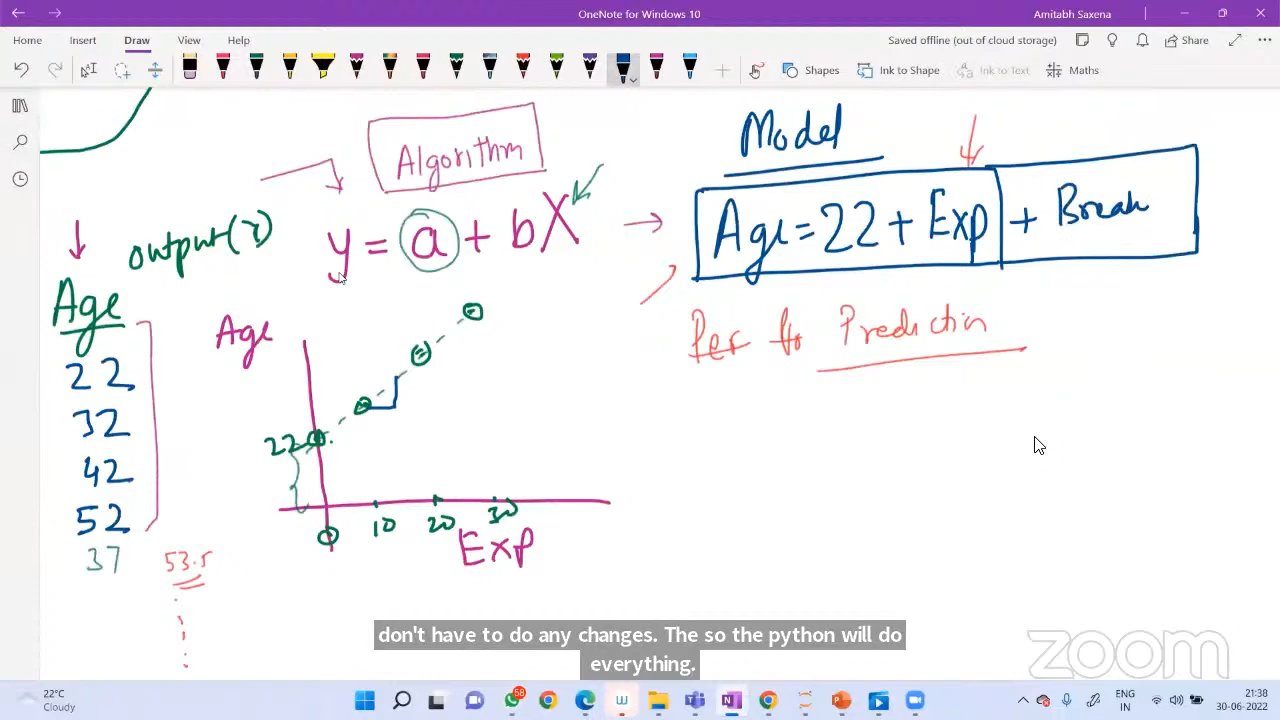 OneNote for Windows 10
Amitabh Saxena
Home Insert Draw View Help
Saved offline (out of cloud storage)
Share
Shapes
Ink to Shape
Ink to Text
Maths
Algorithm
Model
output(Y)
y = a + bX
Age = 22 + Exp + Break
Age
22
32
42
52
37
53.5
Age
22
0 10 20 30
Exp
Prediction
don't have to do any changes. The so the python will do
everything.
zoom
22°C
Cloudy
58
ENG
IN
21:38
30-06-2022